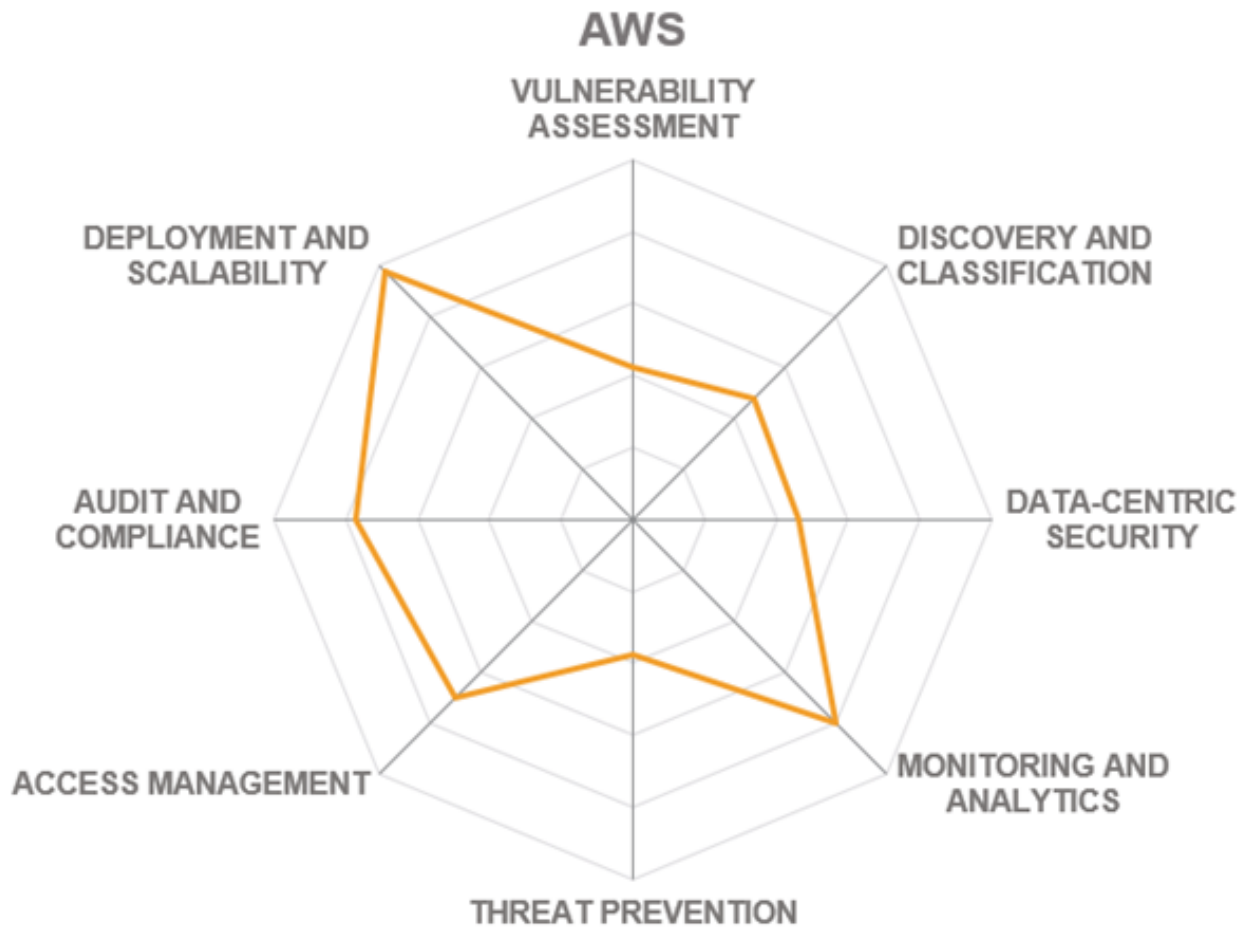 AWS
VULNERABILITY
ASSESSMENT
DEPLOYMENT AND
SCALABILITY
DISCOVERY AND
CLASSIFICATION
AUDIT AND
COMPLIANCE
DATA-CENTRIC
SECURITY
ACCESS MANAGEMENT
MONITORING AND
ANALYTICS
THREAT PREVENTION